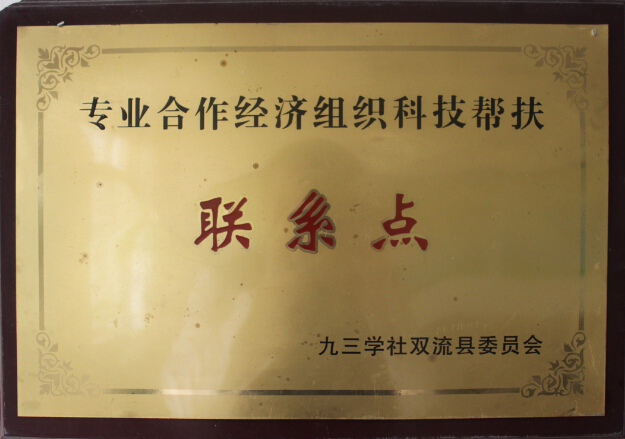 专业合作经济组织科技帮扶
联系点
九三学社双流县委员会